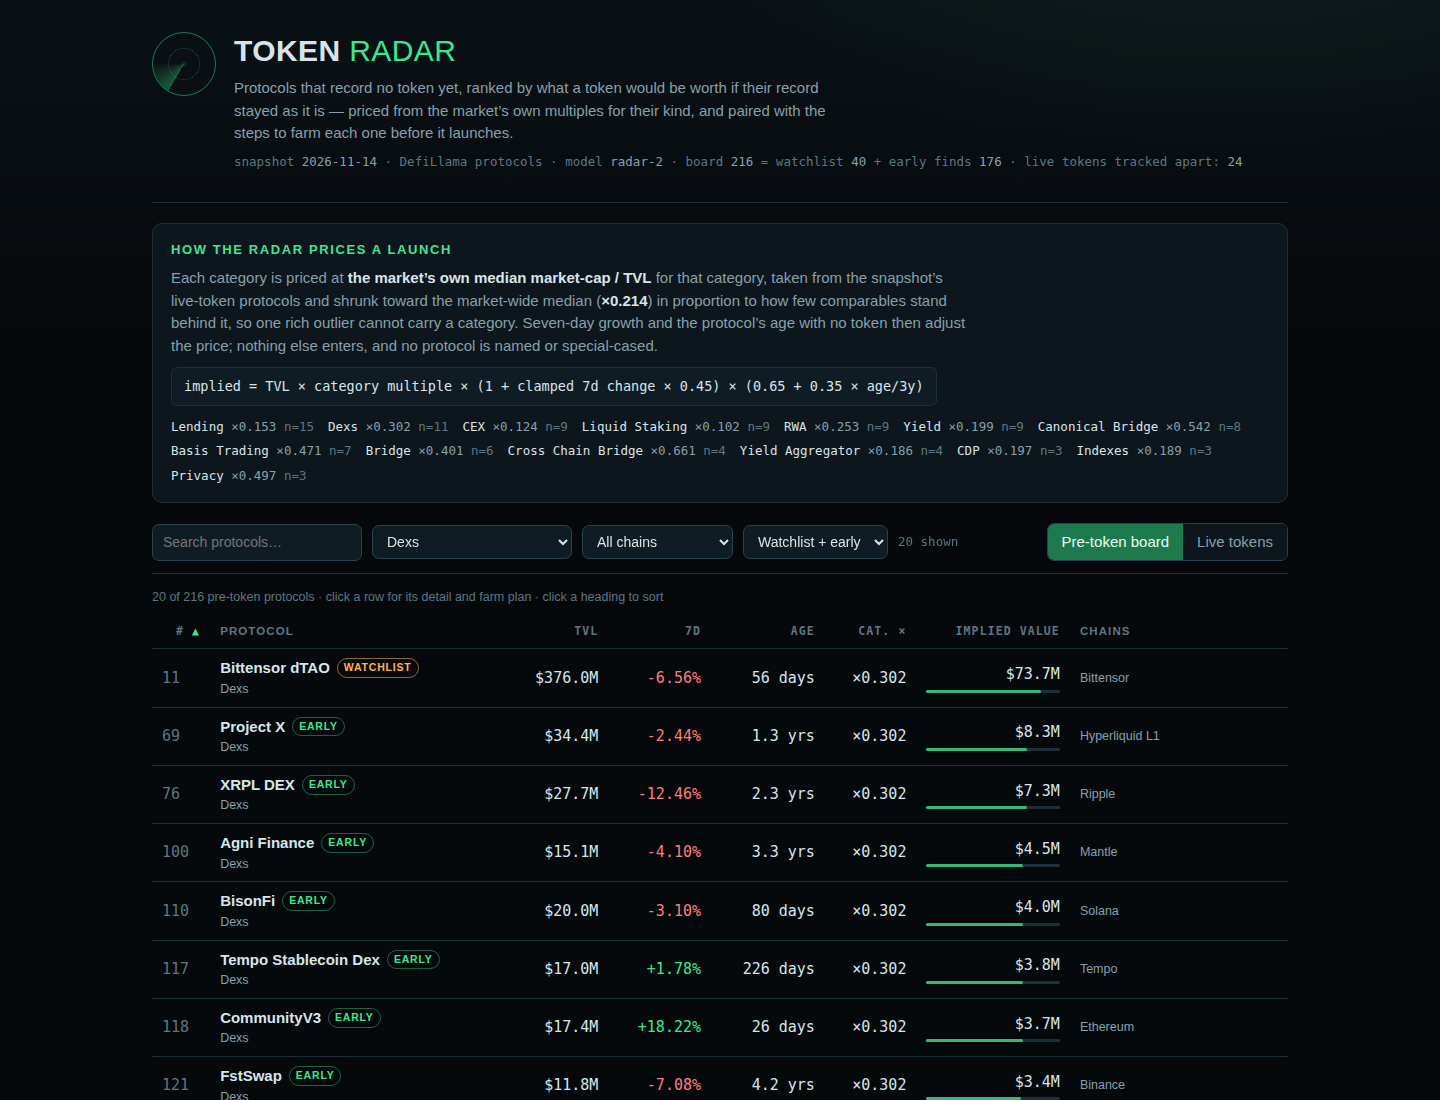 TOKEN RADAR
Protocols that record no token yet, ranked by what a token would be worth if their record
stayed as it is — priced from the market’s own multiples for their kind, and paired with the
steps to farm each one before it launches.
snapshot 2026-11-14 · DefiLlama protocols · model radar-2 · board 216 = watchlist 40 + early finds 176 · live tokens tracked apart: 24
HOW THE RADAR PRICES A LAUNCH
Each category is priced at the market’s own median market-cap / TVL for that category, taken from the snapshot’s
live-token protocols and shrunk toward the market-wide median (×0.214) in proportion to how few comparables stand
behind it, so one rich outlier cannot carry a category. Seven-day growth and the protocol’s age with no token then adjust
the price; nothing else enters, and no protocol is named or special-cased.
implied = TVL × category multiple × (1 + clamped 7d change × 0.45) × (0.65 + 0.35 × age/3y)
Lending ×0.153 n=15 Dexs ×0.302 n=11 CEX ×0.124 n=9 Liquid Staking ×0.102 n=9 RWA ×0.253 n=9 Yield ×0.199 n=9 Canonical Bridge ×0.542 n=8
Basis Trading ×0.471 n=7 Bridge ×0.401 n=6 Cross Chain Bridge ×0.661 n=4 Yield Aggregator ×0.186 n=4 CDP ×0.197 n=3 Indexes ×0.189 n=3
Privacy ×0.497 n=3
Search protocols… Dexs All chains Watchlist + early 20 shown Pre-token board Live tokens
20 of 216 pre-token protocols · click a row for its detail and farm plan · click a heading to sort
# ▲ PROTOCOL TVL 7D AGE CAT. × IMPLIED VALUE CHAINS
11 Bittensor dTAO WATCHLIST $376.0M -6.56% 56 days ×0.302 $73.7M Bittensor
Dexs
69 Project X EARLY $34.4M -2.44% 1.3 yrs ×0.302 $8.3M Hyperliquid L1
Dexs
76 XRPL DEX EARLY $27.7M -12.46% 2.3 yrs ×0.302 $7.3M Ripple
Dexs
100 Agni Finance EARLY $15.1M -4.10% 3.3 yrs ×0.302 $4.5M Mantle
Dexs
110 BisonFi EARLY $20.0M -3.10% 80 days ×0.302 $4.0M Solana
Dexs
117 Tempo Stablecoin Dex EARLY $17.0M +1.78% 226 days ×0.302 $3.8M Tempo
Dexs
118 CommunityV3 EARLY $17.4M +18.22% 26 days ×0.302 $3.7M Ethereum
Dexs
121 FstSwap EARLY $11.8M -7.08% 4.2 yrs ×0.302 $3.4M Binance
Dexs